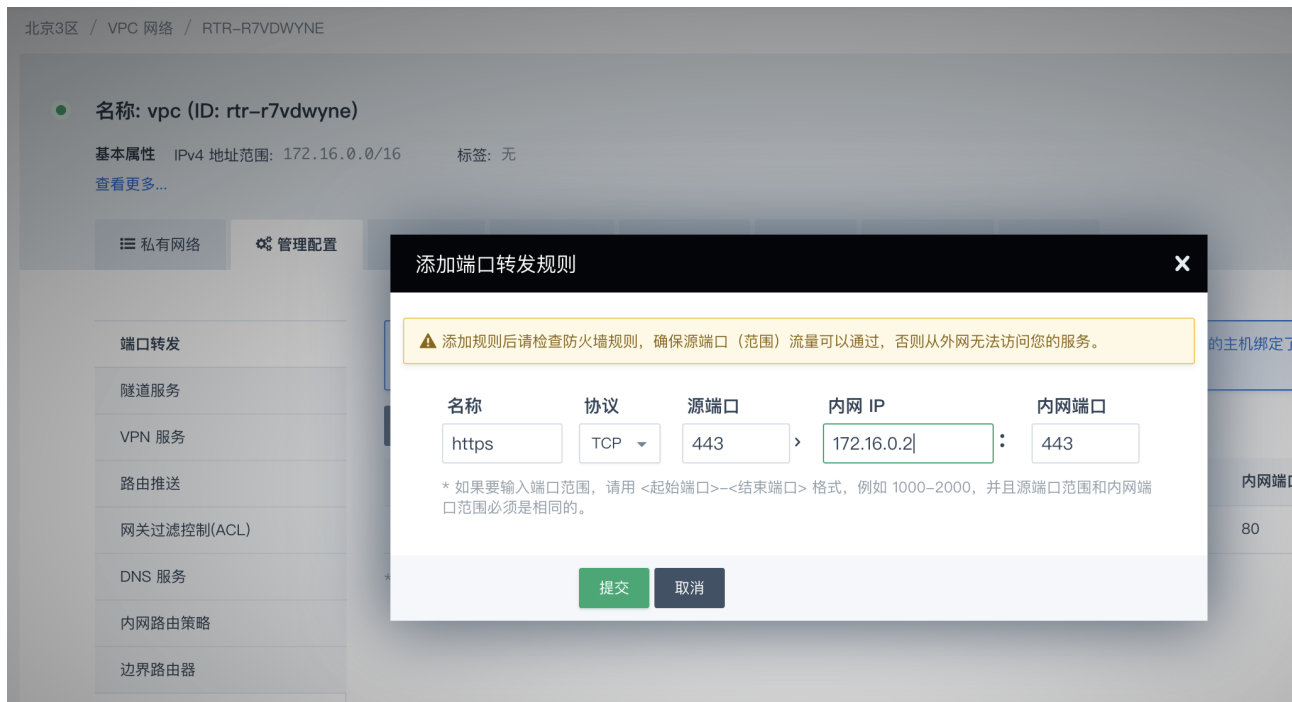 北京3区 / VPC 网络 / RTR-R7VDWYNE
名称: vpc (ID: rtr-r7vdwyne)
基本属性 IPv4 地址范围: 172.16.0.0/16 标签: 无
查看更多...
私有网络 管理配置
添加端口转发规则
添加规则后请检查防火墙规则，确保源端口（范围）流量可以通过，否则从外网无法访问您的服务。
的主机绑定了
名称 协议 源端口 内网 IP 内网端口
https TCP 443 › 172.16.0.2 : 443
* 如果要输入端口范围，请用 <起始端口>-<结束端口> 格式，例如 1000-2000，并且源端口范围和内网端
口范围必须是相同的。
提交 取消
端口转发
隧道服务
VPN 服务
路由推送
网关过滤控制(ACL)
DNS 服务
内网路由策略
边界路由器
内网端口
80
*